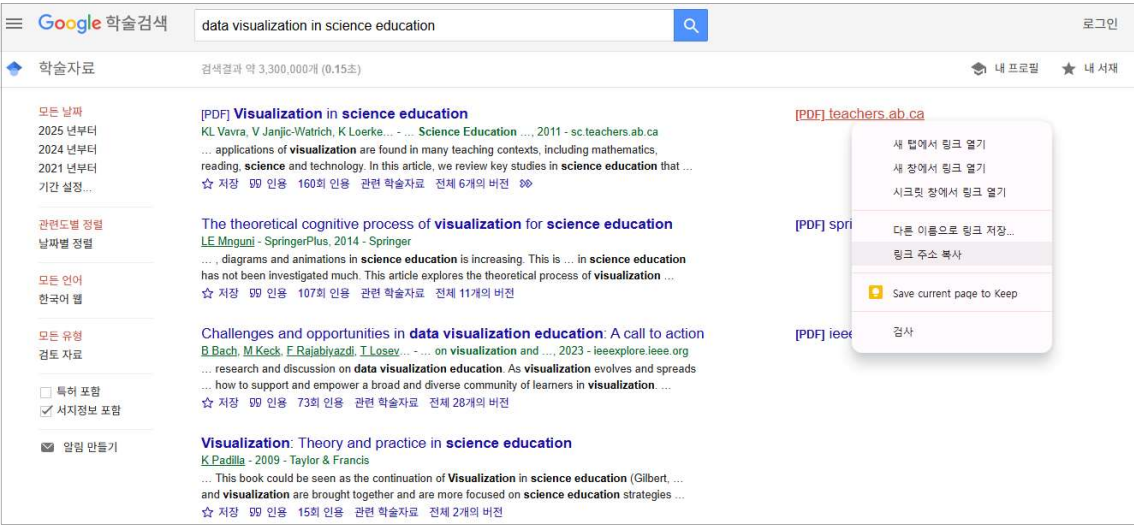 Google 학술검색
data visualization in science education
로그인
학술자료
검색결과 약 3,300,000개 (0.15초)
내 프로필
내 서재
모든 날짜
2025 년부터
2024 년부터
2021 년부터
기간 설정...
관련도별 정렬
날짜별 정렬
모든 언어
한국어 웹
모든 유형
검토 자료
특허 포함
서지정보 포함
알림 만들기
[PDF] Visualization in science education
KL Vavra, V Janjic-Watrich, K Loerke… - … Science Education …, 2011 - sc.teachers.ab.ca
… applications of visualization are found in many teaching contexts, including mathematics,
reading, science and technology. In this article, we review key studies in science education that …
저장 인용 160회 인용 관련 학술자료 전체 6개의 버전
[PDF] teachers.ab.ca
The theoretical cognitive process of visualization for science education
LE Mnguni - SpringerPlus, 2014 - Springer
… , diagrams and animations in science education is increasing. This is … in science education
has not been investigated much. This article explores the theoretical process of visualization …
저장 인용 107회 인용 관련 학술자료 전체 11개의 버전
[PDF] spri
Challenges and opportunities in data visualization education: A call to action
B Bach, M Keck, F Rajabiyazdi, T Losev… - … on visualization and …, 2023 - ieeexplore.ieee.org
… research and discussion on data visualization education. As visualization evolves and spreads
… how to support and empower a broad and diverse community of learners in visualization. …
저장 인용 73회 인용 관련 학술자료 전체 28개의 버전
[PDF] ieee
Visualization: Theory and practice in science education
K Padilla - 2009 - Taylor & Francis
… This book could be seen as the continuation of Visualization in science education (Gilbert, …
and visualization are brought together and are more focused on science education strategies …
저장 인용 15회 인용 관련 학술자료 전체 2개의 버전
새 탭에서 링크 열기
새 창에서 링크 열기
시크릿 창에서 링크 열기
다른 이름으로 링크 저장...
링크 주소 복사
Save current page to Keep
검사